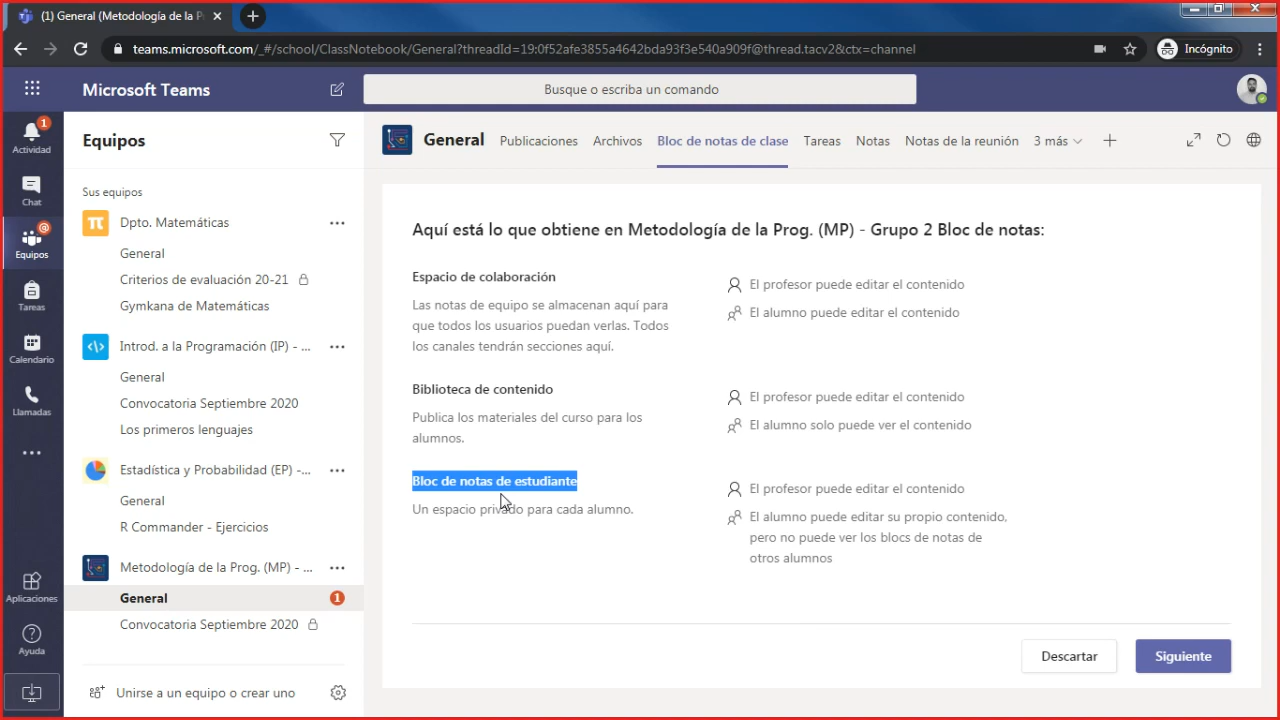 (1) General (Metodología de la P
teams.microsoft.com/_#/school/ClassNotebook/General?threadId=19:0f52afe3855a4642bda93f3e540a909f@thread.tacv2&ctx=channel
Incógnito
Microsoft Teams
Busque o escriba un comando
Actividad
1
Chat
Equipos
@
Tareas
Calendario
Llamadas
Aplicaciones
Ayuda
Equipos
Sus equipos
π
Dpto. Matemáticas
General
Criterios de evaluación 20-21
Gymkana de Matemáticas
Introd. a la Programación (IP) - ...
General
Convocatoria Septiembre 2020
Los primeros lenguajes
Estadística y Probabilidad (EP) -...
General
R Commander - Ejercicios
Metodología de la Prog. (MP) - ...
General
1
Convocatoria Septiembre 2020
Unirse a un equipo o crear uno
General
Publicaciones
Archivos
Bloc de notas de clase
Tareas
Notas
Notas de la reunión
3 más
Aquí está lo que obtiene en Metodología de la Prog. (MP) - Grupo 2 Bloc de notas:
Espacio de colaboración
Las notas de equipo se almacenan aquí para
que todos los usuarios puedan verlas. Todos
los canales tendrán secciones aquí.
El profesor puede editar el contenido
El alumno puede editar el contenido
Biblioteca de contenido
Publica los materiales del curso para los
alumnos.
El profesor puede editar el contenido
El alumno solo puede ver el contenido
Bloc de notas de estudiante
Un espacio privado para cada alumno.
El profesor puede editar el contenido
El alumno puede editar su propio contenido,
pero no puede ver los blocs de notas de
otros alumnos
Descartar
Siguiente